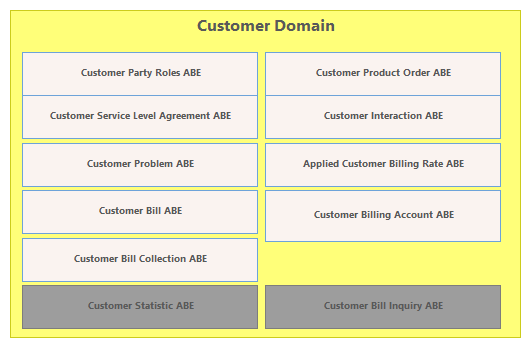 Customer Domain
Customer Party Roles ABE
Customer Product Order ABE
Customer Service Level Agreement ABE
Customer Interaction ABE
Customer Problem ABE
Applied Customer Billing Rate ABE
Customer Bill ABE
Customer Billing Account ABE
Customer Bill Collection ABE
Customer Statistic ABE
Customer Bill Inquiry ABE